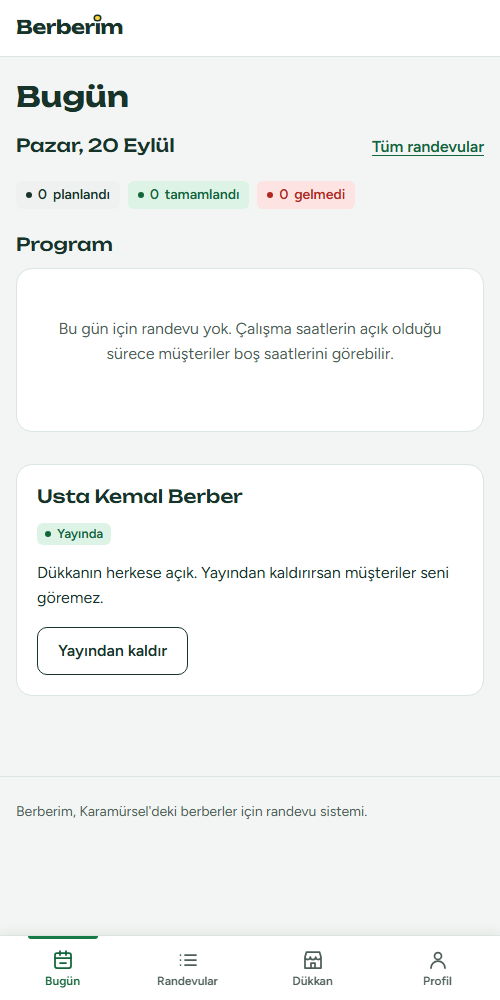 Berberim
Bugün
Pazar, 20 Eylül
Tüm randevular
0 planlandı
0 tamamlandı
0 gelmedi
Program
Bu gün için randevu yok. Çalışma saatlerin açık olduğu
sürece müşteriler boş saatlerini görebilir.
Usta Kemal Berber
Yayında
Dükkanın herkese açık. Yayından kaldırırsan müşteriler seni
göremez.
Yayından kaldır
Berberim, Karamürsel'deki berberler için randevu sistemi.
Bugün
Randevular
Dükkan
Profil